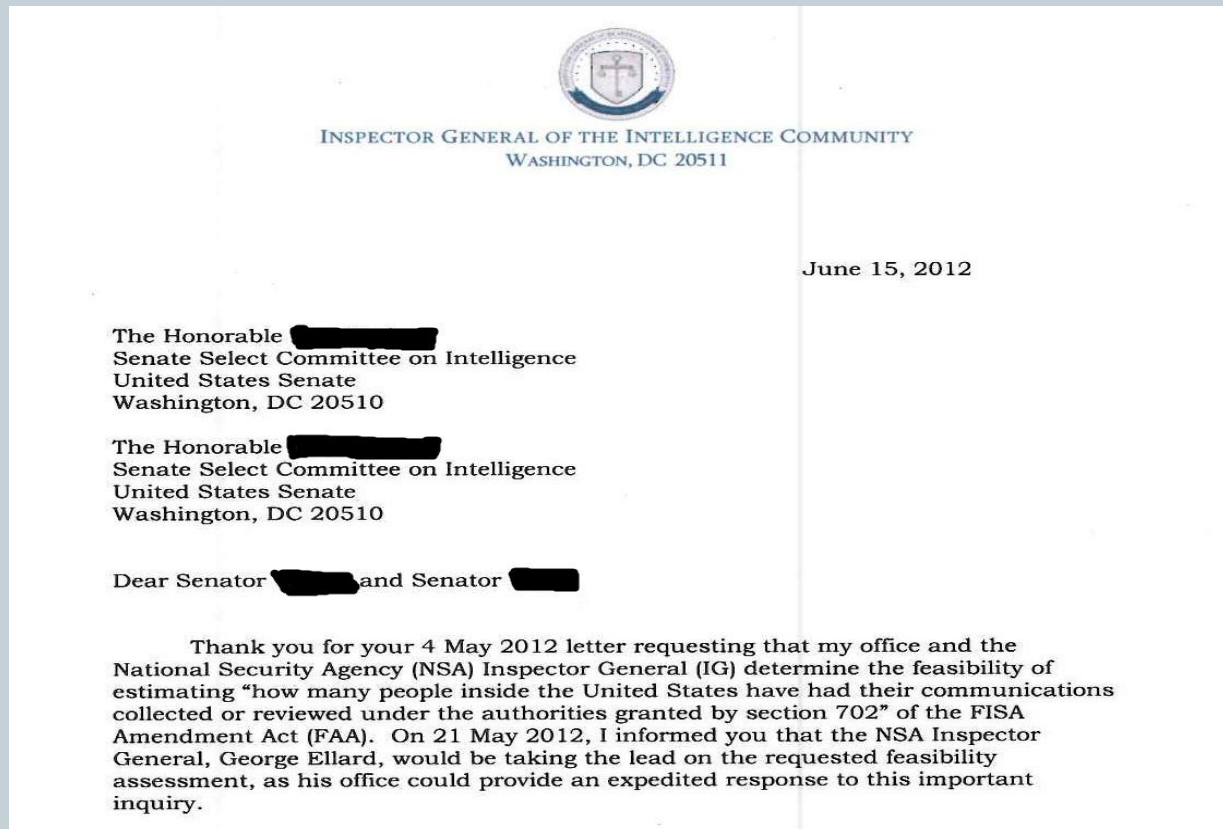 INSPECTOR GENERAL OF THE INTELLIGENCE COMMUNITY
WASHINGTON, DC 20511
June 15, 2012
The Honorable
Senate Select Committee on Intelligence
United States Senate
Washington, DC 20510
The Honorable
Senate Select Committee on Intelligence
United States Senate
Washington, DC 20510
Dear Senator and Senator
Thank you for your 4 May 2012 letter requesting that my office and the
National Security Agency (NSA) Inspector General (IG) determine the feasibility of
estimating “how many people inside the United States have had their communications
collected or reviewed under the authorities granted by section 702” of the FISA
Amendment Act (FAA). On 21 May 2012, I informed you that the NSA Inspector
General, George Ellard, would be taking the lead on the requested feasibility
assessment, as his office could provide an expedited response to this important
inquiry.